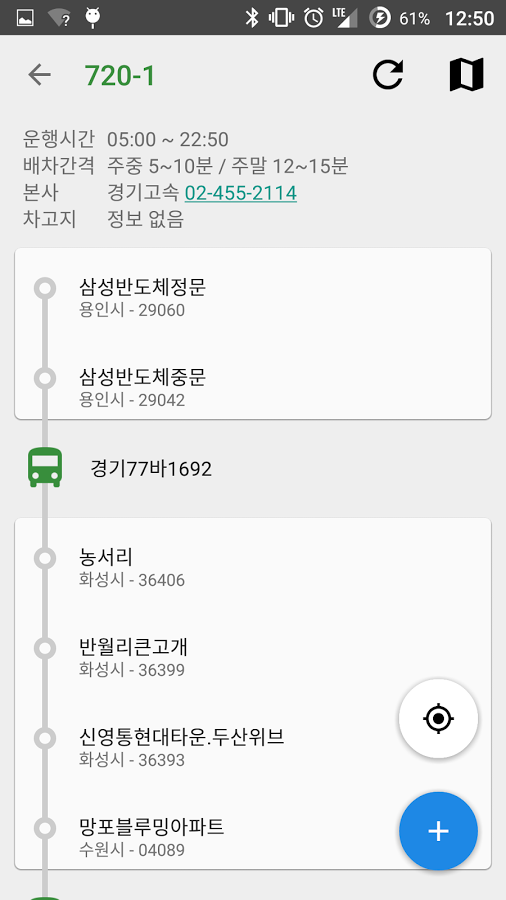 ? LTE 61% 12:50
720-1
운행시간 05:00 ~ 22:50
배차간격 주중 5~10분 / 주말 12~15분
본사 경기고속 02-455-2114
차고지 정보 없음
삼성반도체정문
용인시 - 29060
삼성반도체중문
용인시 - 29042
경기77바1692
농서리
화성시 - 36406
반월리큰고개
화성시 - 36399
신영통현대타운.두산위브
화성시 - 36393
망포블루밍아파트
수원시 - 04089